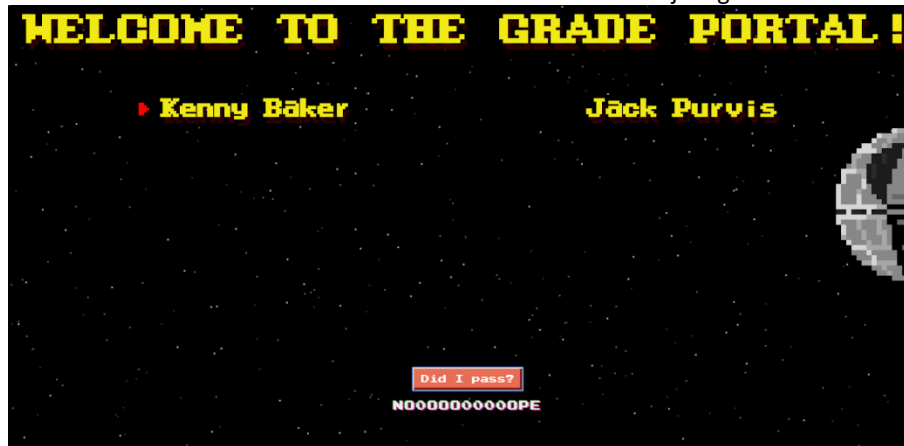 WELCOME TO THE GRADE PORTAL!
Kenny Baker Jack Purvis
Did I pass?
NOOOOOOOOOOPE